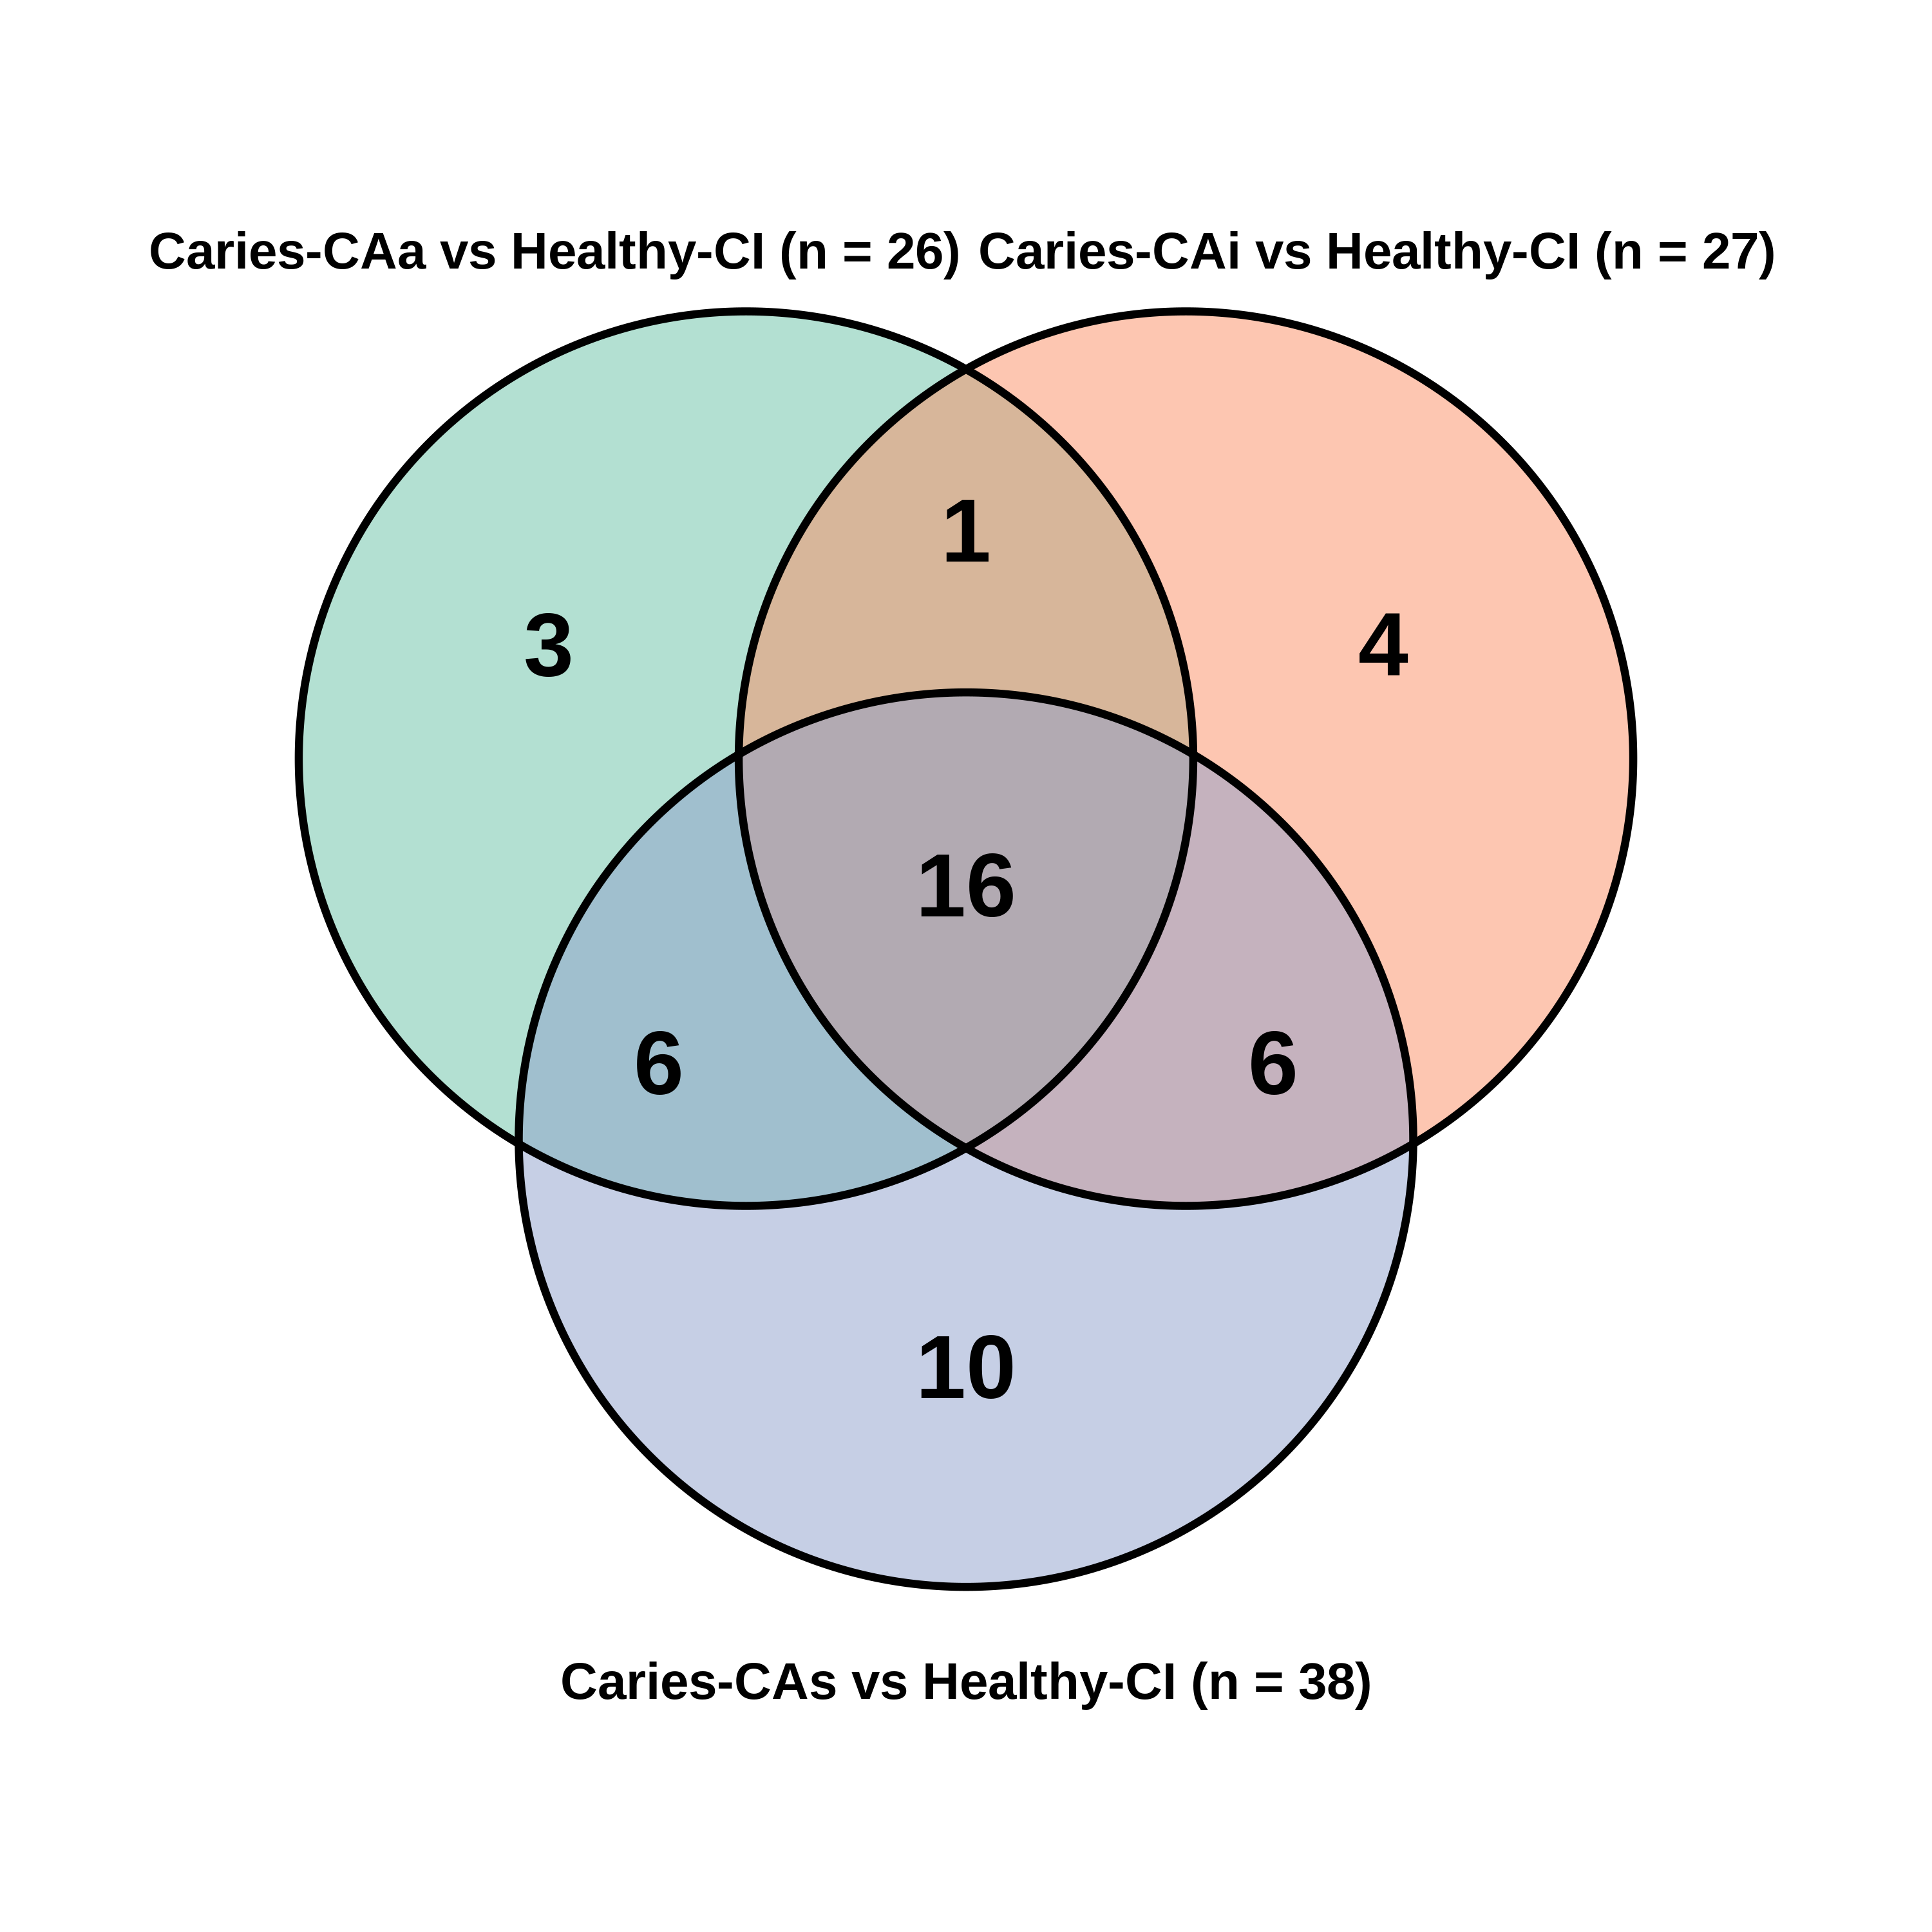 Caries-CAa vs Healthy-CI (n = 26) Caries-CAi vs Healthy-CI (n = 27)
1
3 4
16
6 6
10
Caries-CAs vs Healthy-CI (n = 38)